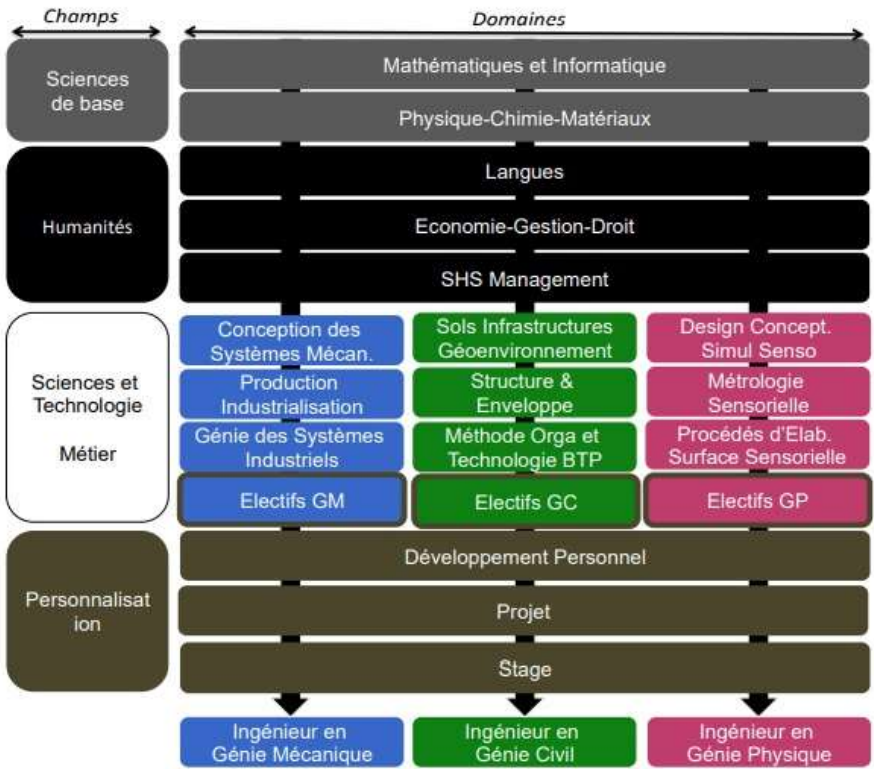 Champs
Domaines
Sciences
de base
Mathématiques et Informatique
Physique-Chimie-Matériaux
Humanités
Langues
Economie-Gestion-Droit
SHS Management
Sciences et
Technologie
Métier
Conception des
Systèmes Mécan.
Sols Infrastructures
Géoenvironnement
Design Concept.
Simul Senso
Production
Industrialisation
Structure &
Enveloppe
Métrologie
Sensorielle
Génie des Systèmes
Industriels
Méthode Orga et
Technologie BTP
Procédés d'Elab.
Surface Sensorielle
Electifs GM
Electifs GC
Electifs GP
Personnalisat
ion
Développement Personnel
Projet
Stage
Ingénieur en
Génie Mécanique
Ingénieur en
Génie Civil
Ingénieur en
Génie Physique